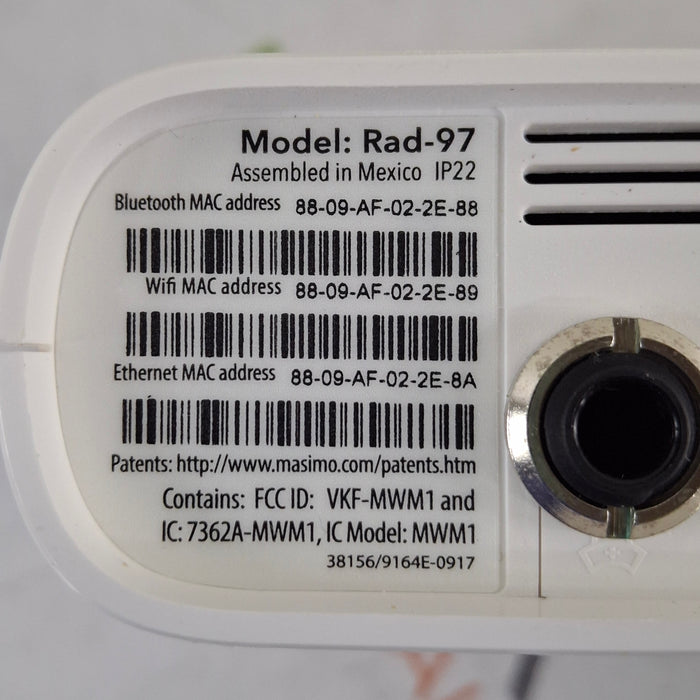 Model: Rad-97
Assembled in Mexico IP22
Bluetooth MAC address 88-09-AF-02-2E-88
Wifi MAC address 88-09-AF-02-2E-89
Ethernet MAC address 88-09-AF-02-2E-8A
Patents: http://www.masimo.com/patents.htm
Contains: FCC ID: VKF-MWM1 and
IC: 7362A-MWM1, IC Model: MWM1
38156/9164E-0917